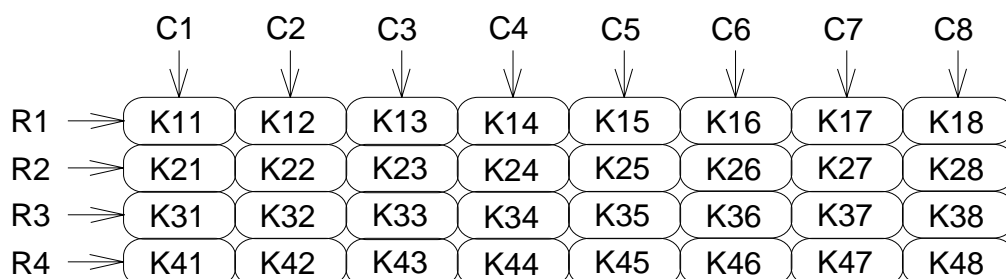 C1 C2 C3 C4 C5 C6 C7 C8
R1 K11 K12 K13 K14 K15 K16 K17 K18
R2 K21 K22 K23 K24 K25 K26 K27 K28
R3 K31 K32 K33 K34 K35 K36 K37 K38
R4 K41 K42 K43 K44 K45 K46 K47 K48